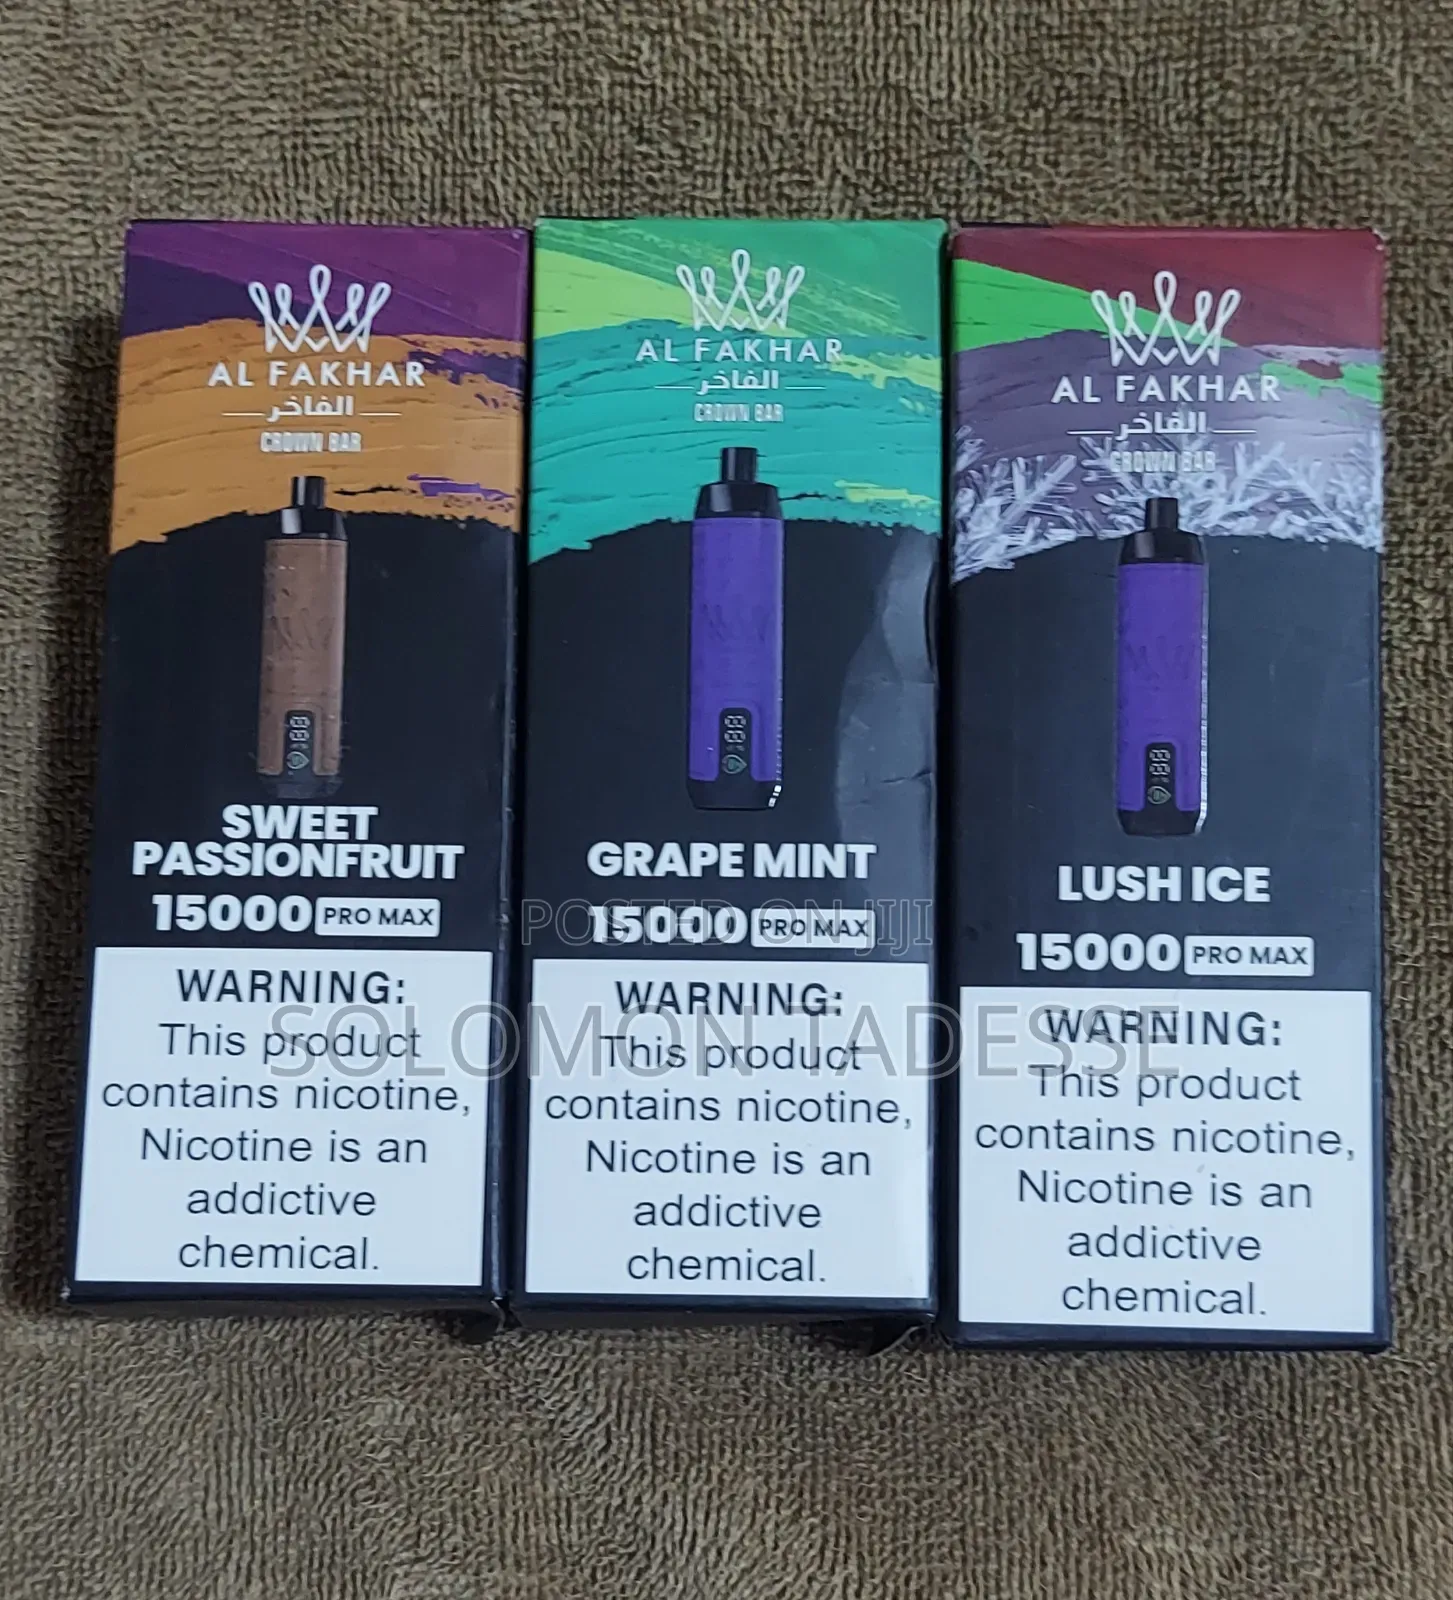 AL FAKHAR
الفاخر
CROWN BAR
SWEET
PASSIONFRUIT
15000 PRO MAX
WARNING:
This product
contains nicotine,
Nicotine is an
addictive
chemical.
AL FAKHAR
الفاخر
CROWN BAR
GRAPE MINT
15000 PRO MAX
WARNING:
This product
contains nicotine,
Nicotine is an
addictive
chemical.
AL FAKHAR
الفاخر
CROWN BAR
LUSH ICE
15000 PRO MAX
WARNING:
This product
contains nicotine,
Nicotine is an
addictive
chemical.
POSTED ON JIJI
SOLOMON TADESSE